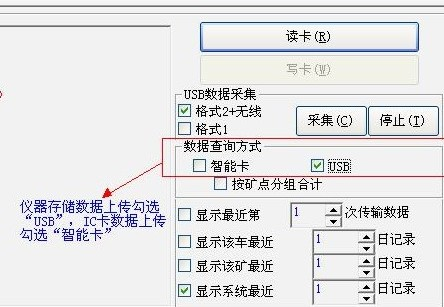 读卡(R)
写卡(W)
USB数据采集
格式2+无线
格式1
采集(C)
停止(T)
数据查询方式
智能卡
USB
按矿点分组合计
仪器存储数据上传勾选
“USB”，IC卡数据上传
勾选“智能卡”
显示最近第 1 次传输数据
显示该车最近 1 日记录
显示该矿最近 1 日记录
显示系统最近 1 日记录